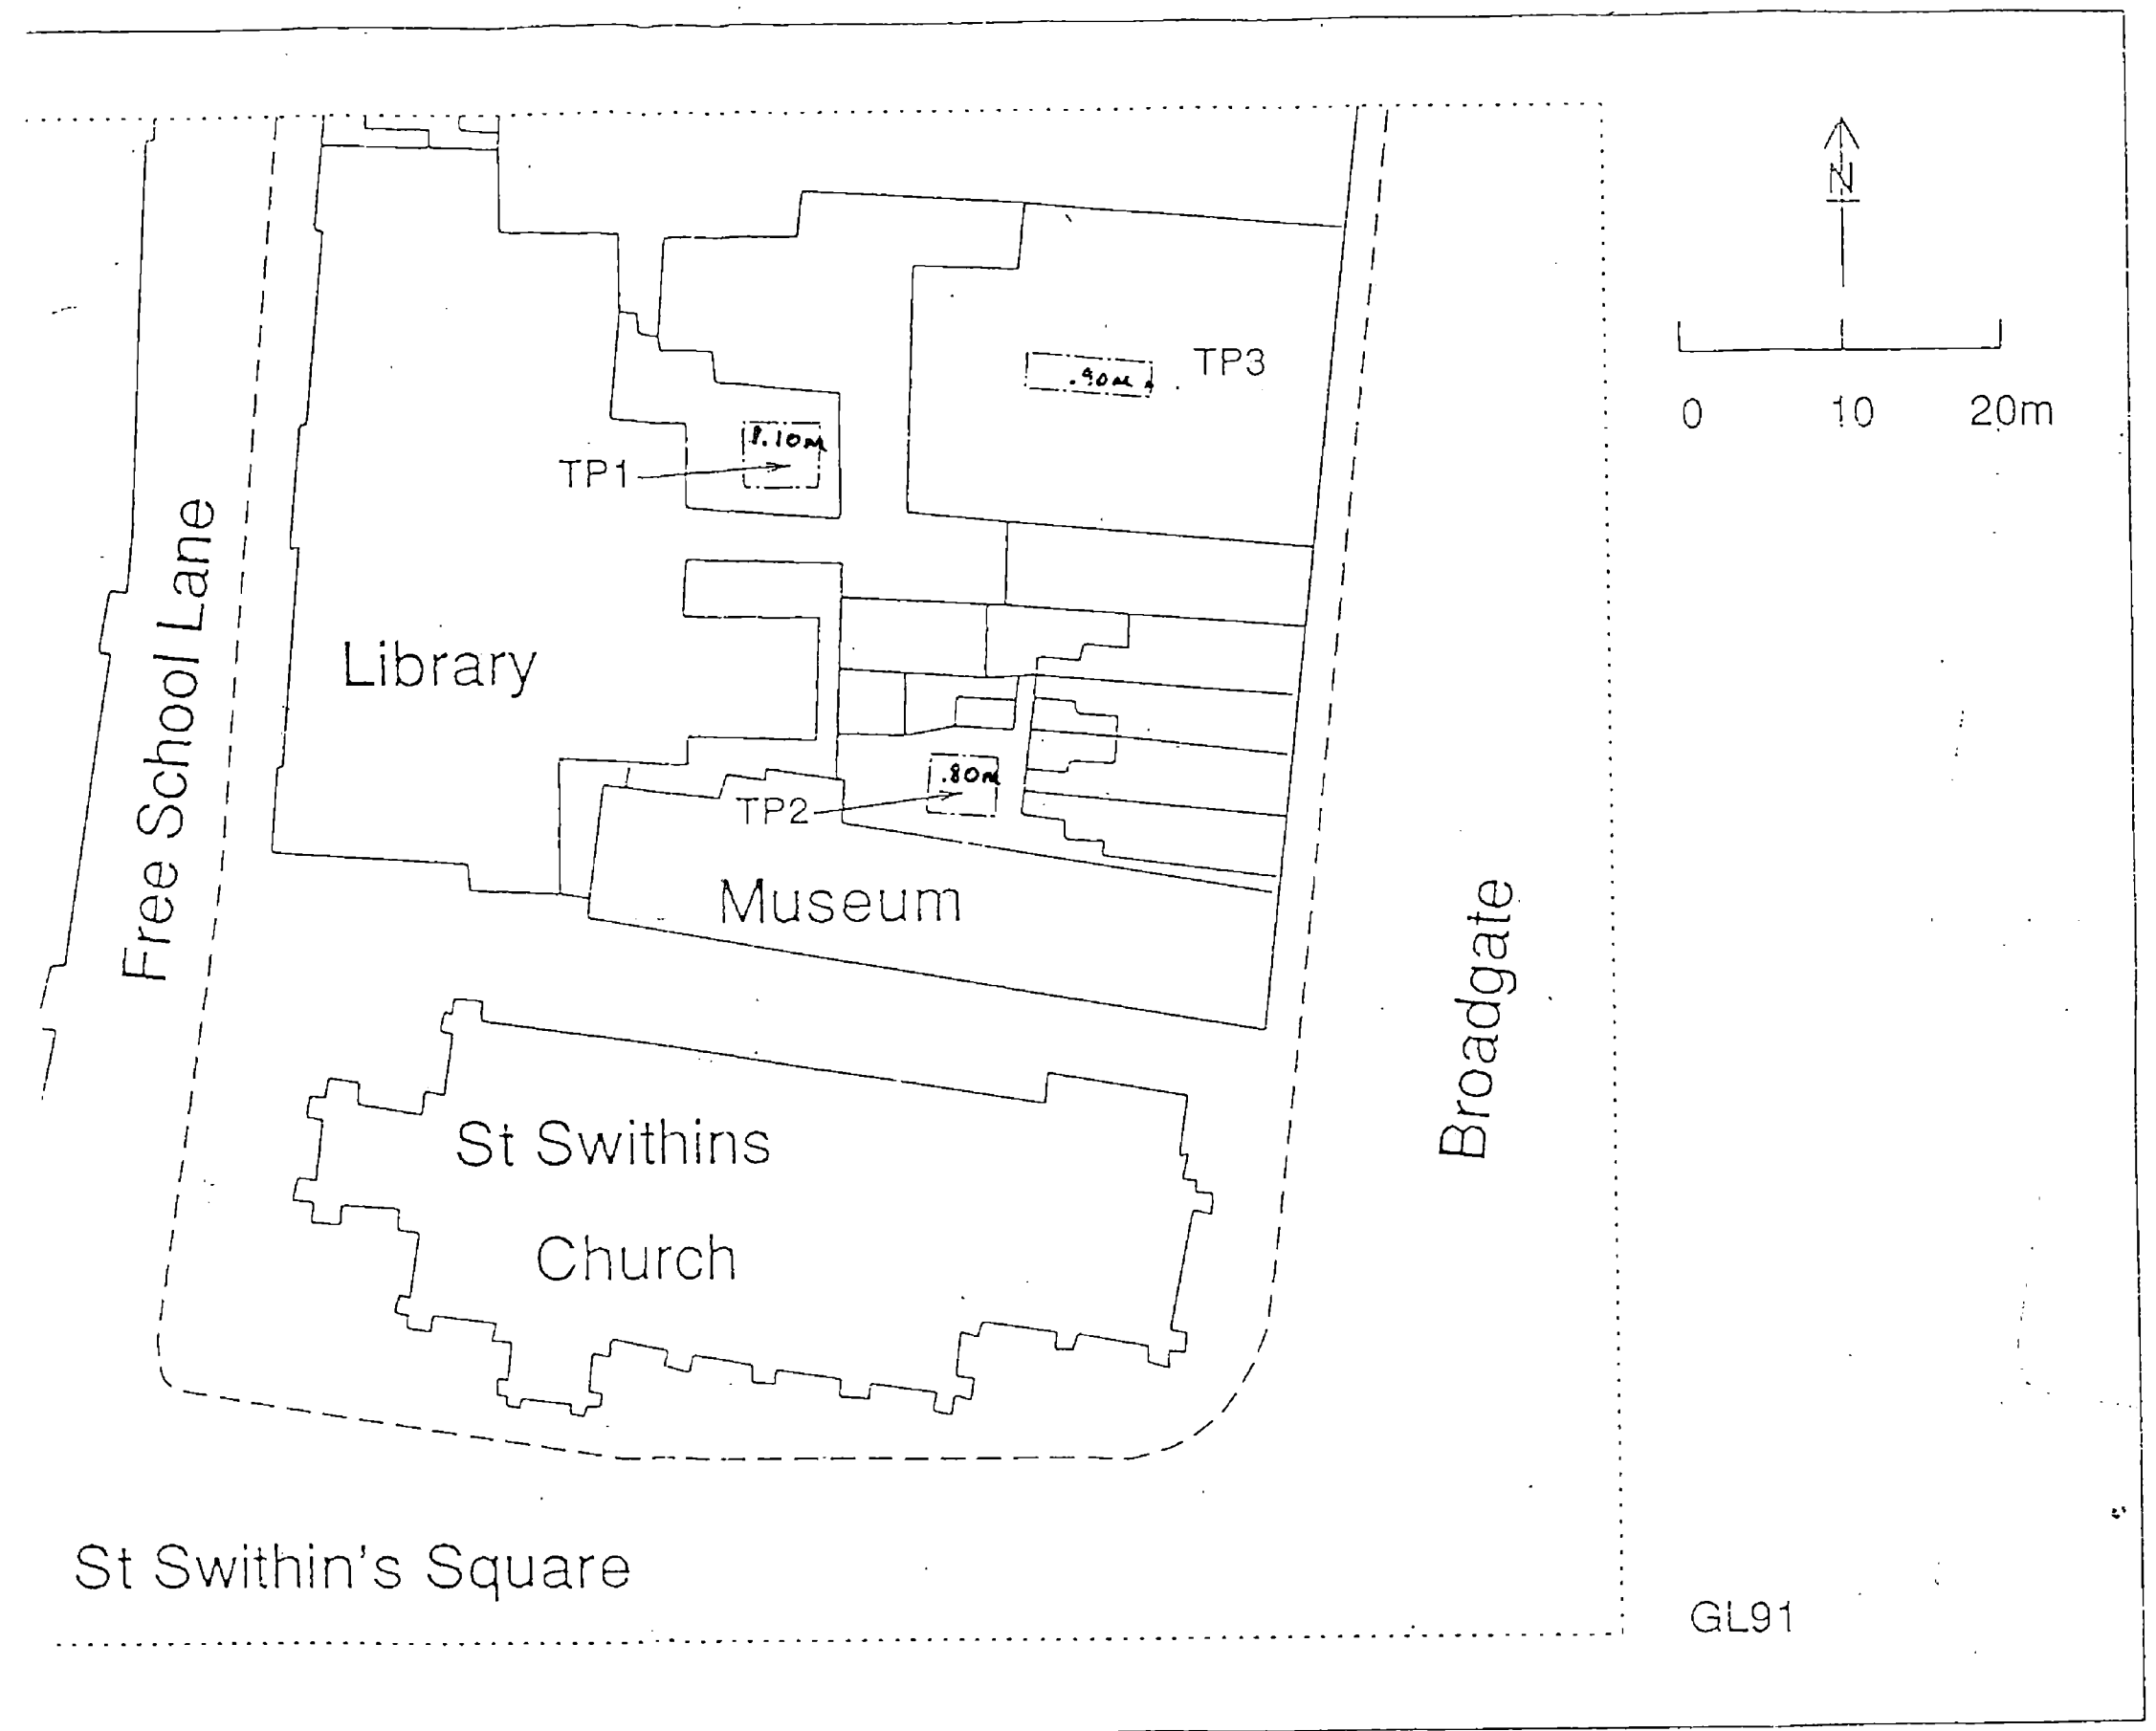 N
0 10 20m
TP3
.90m
1.10m
TP1
Free School Lane
Library
.80m
TP2
Museum
Broadgate
St Swithins
Church
St Swithin's Square
GL91